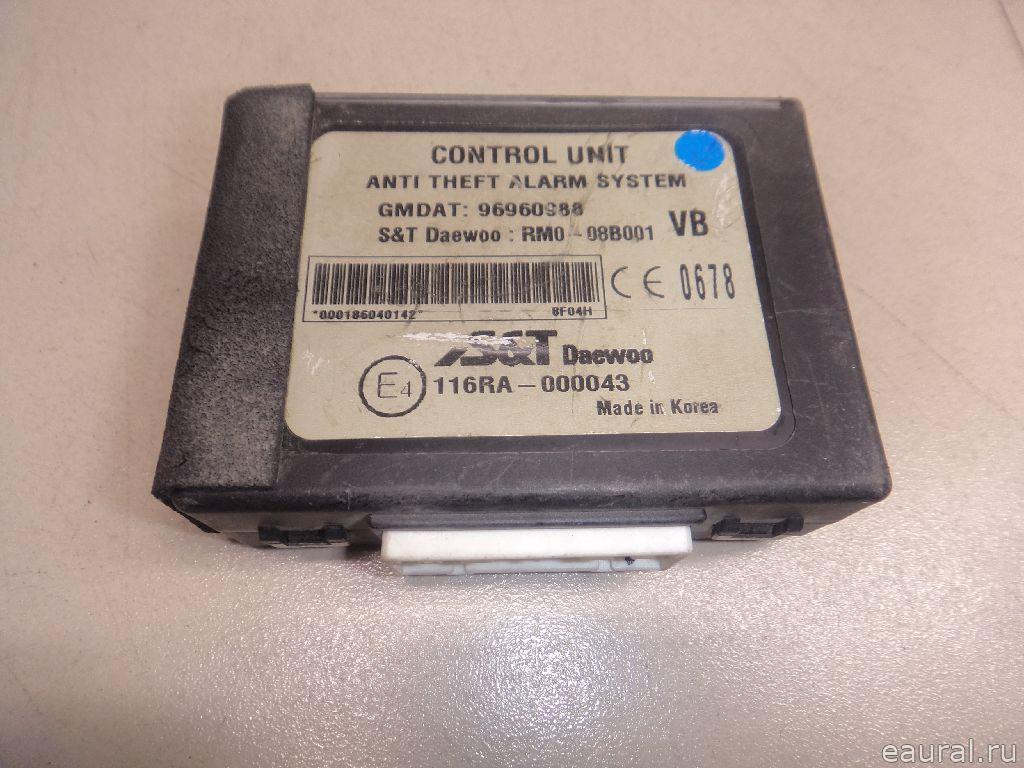 CONTROL UNIT
ANTI THEFT ALARM SYSTEM
GMDAT: 96960988
S&T Daewoo : RM0-08B001 VB
CE 0678
*000186040142* 8F04H
S&T Daewoo
E4 116RA-000043
Made in Korea
eaural.ru